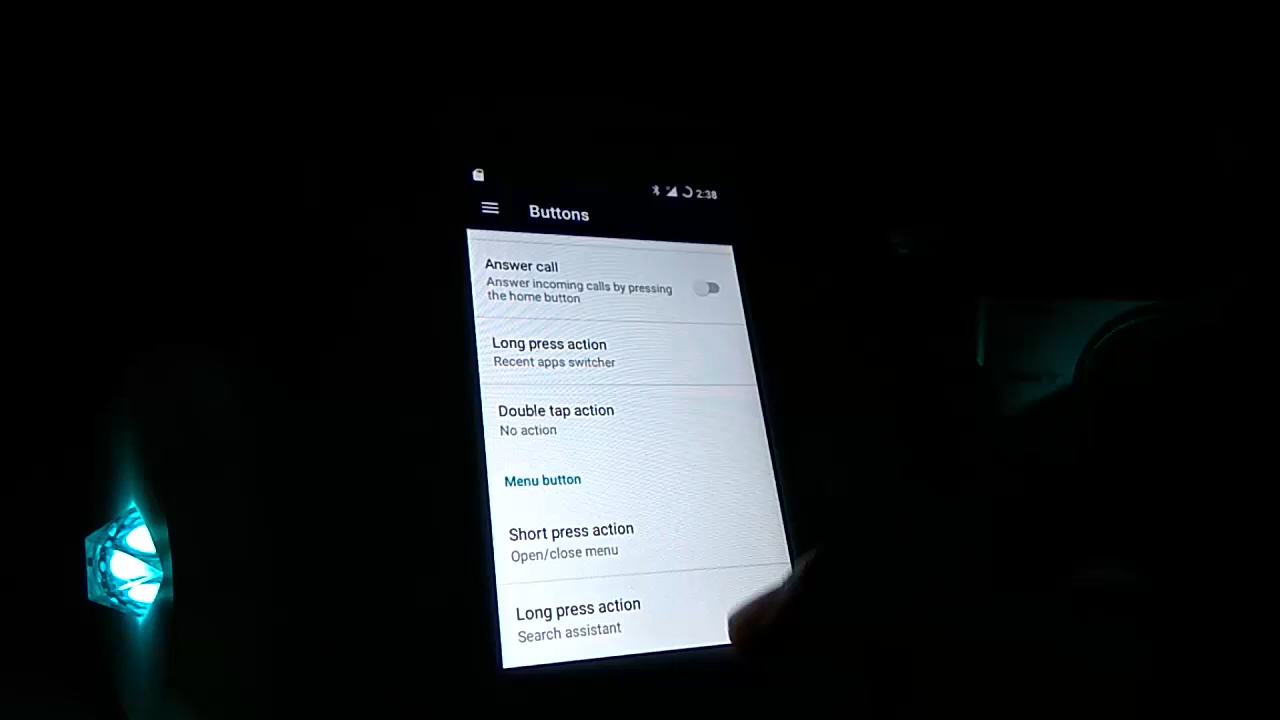 2:38
Buttons
Answer call
Answer incoming calls by pressing
the home button
Long press action
Recent apps switcher
Double tap action
No action
Menu button
Short press action
Open/close menu
Long press action
Search assistant